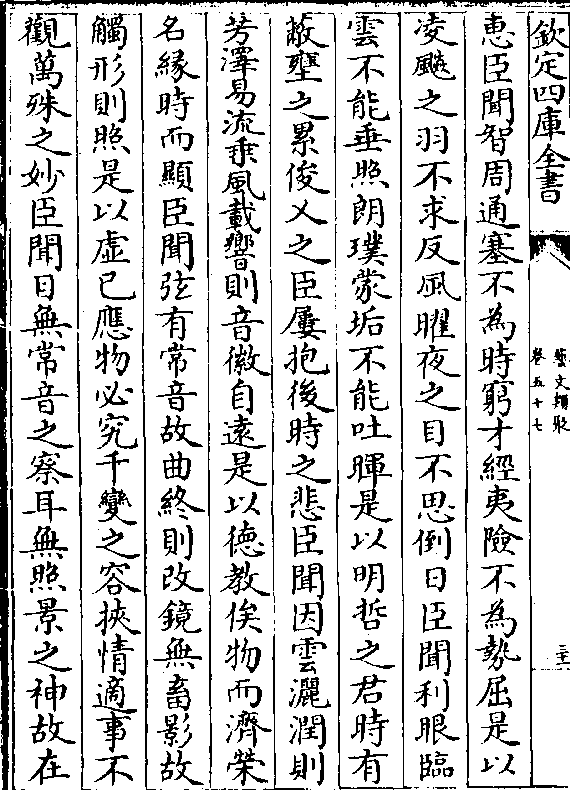 欽定四庫全書
藝文類聚
卷五十七
三十一
惠臣聞智周通塞不為時窮才經夷險不為勢屈是以
凌飈之羽不求反風曜夜之目不思倒日臣聞利眼臨
雲不能垂照朗璞蒙垢不能吐暉是以明哲之君時有
蔽壅之累俊乂之臣屢抱後時之悲臣聞因雲灑潤則
芳澤易流乗風載響則音徽自遠是以德教俟物而濟榮
名緣時而顯臣聞弦有常音故曲終則改鏡無畜影故
觸形則照是以虛已應物必究千變之容挾情適事不
觀萬殊之妙臣聞日無常音之察耳無照景之神故在